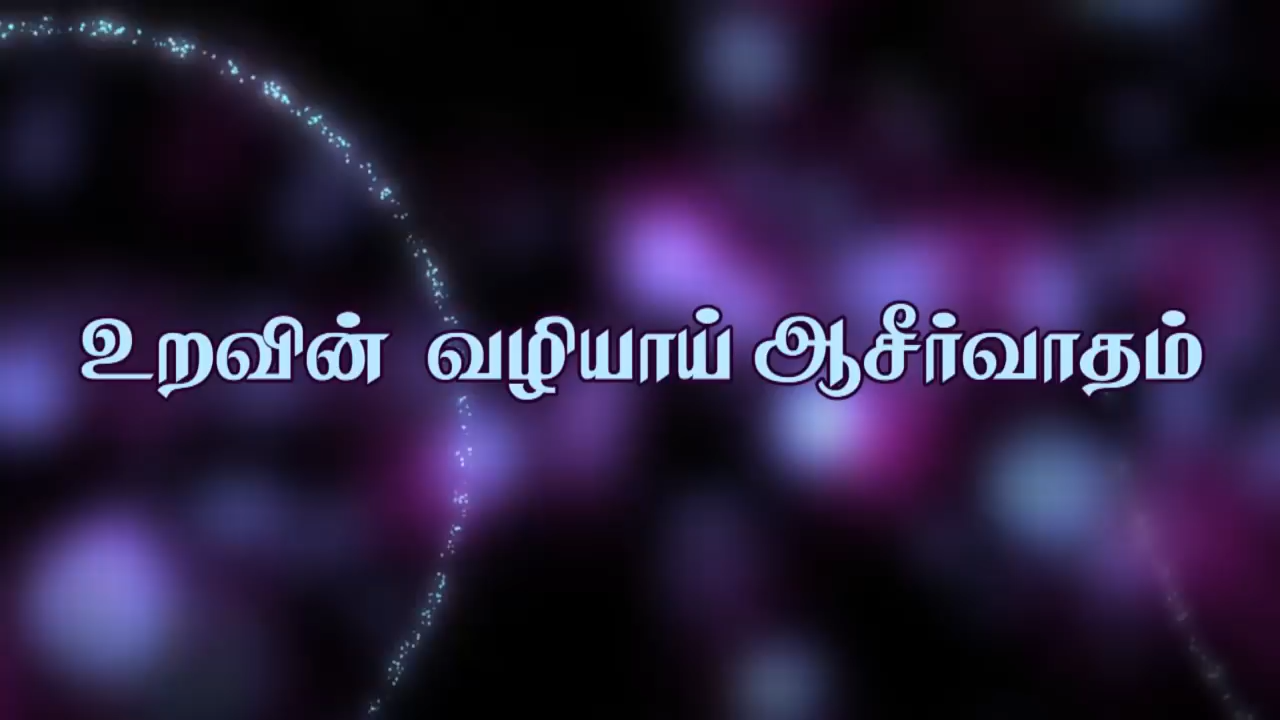 உறவின் வழியாய் ஆசீர்வாதம்